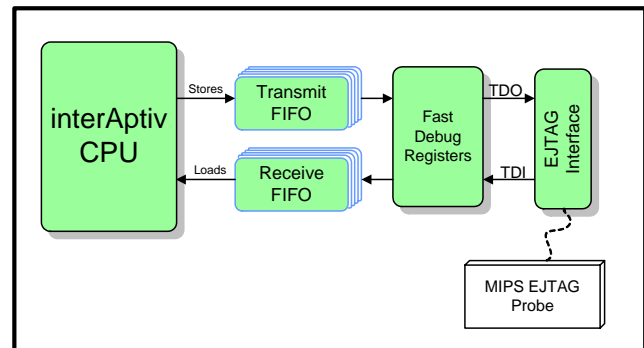 interAptiv
CPU
Stores
Transmit
FIFO
Loads
Receive
FIFO
Fast
Debug
Registers
TDO
TDI
EJTAG
Interface
MIPS EJTAG
Probe